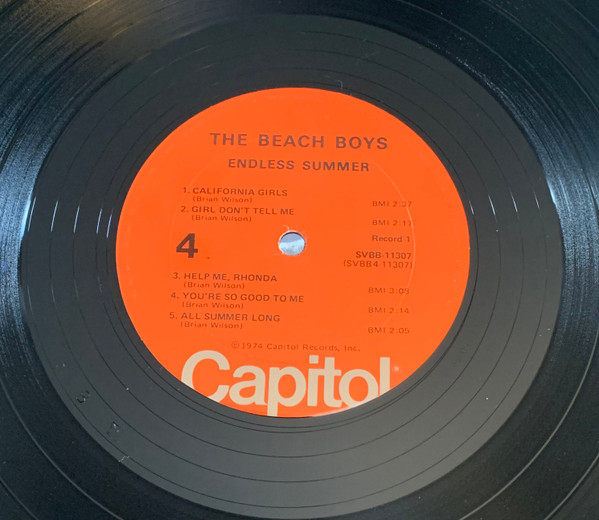 THE BEACH BOYS
ENDLESS SUMMER
1. CALIFORNIA GIRLS
(Brian Wilson) BMI 2:37
2. GIRL DON'T TELL ME
(Brian Wilson) BMI 2:17
4 Record 1
SVBB-11307
(SVBB4 11307)
3. HELP ME, RHONDA
(Brian Wilson) BMI 3:09
4. YOU'RE SO GOOD TO ME
(Brian Wilson) BMI 2:14
5. ALL SUMMER LONG
(Brian Wilson) BMI 2:05
©1974 Capitol Records, Inc.
Capitol